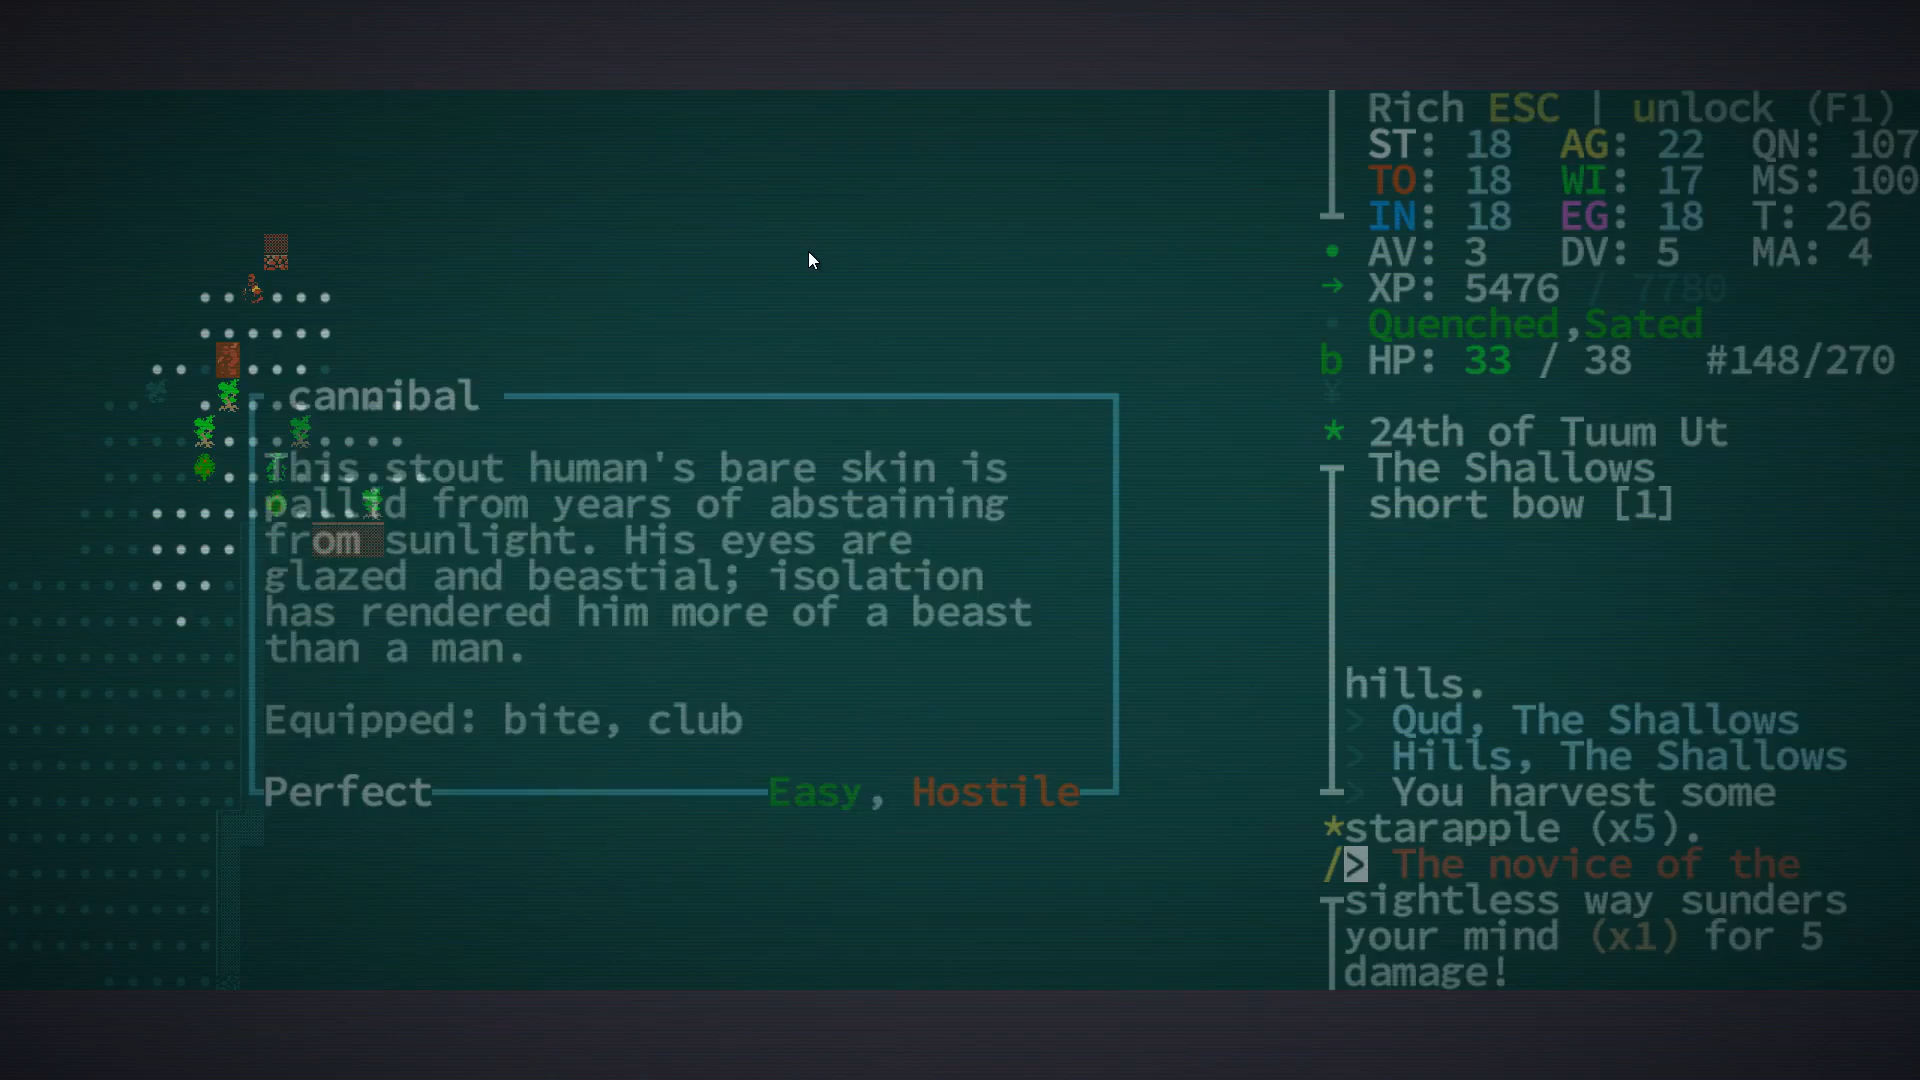 Rich ESC | unlock (F1)
ST: 18 AG: 22 QN: 107
TO: 18 WI: 17 MS: 100
IN: 18 EG: 18 T: 26
AV: 3 DV: 5 MA: 4
XP: 5476 / 7780
Quenched,Sated
b HP: 33 / 38 #148/270
* 24th of Tuum Ut
The Shallows
short bow [1]
cannibal
This stout human's bare skin is
pallid from years of abstaining
from sunlight. His eyes are
glazed and beastial; isolation
has rendered him more of a beast
than a man.
Equipped: bite, club
Perfect Easy, Hostile
hills.
> Qud, The Shallows
> Hills, The Shallows
> You harvest some
*starapple (x5).
/> The novice of the
sightless way sunders
your mind (x1) for 5
damage!